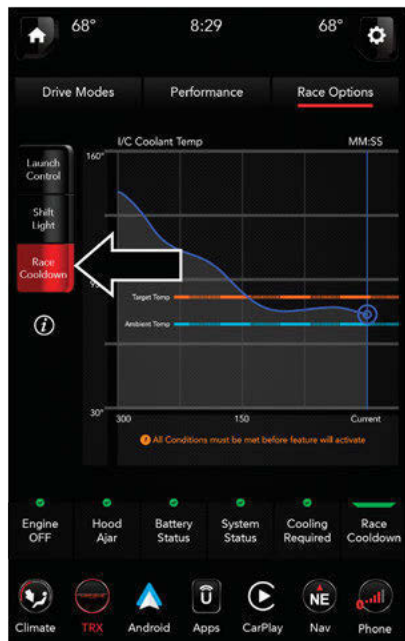 68° 8:29 68°
Drive Modes Performance Race Options
I/C Coolant Temp MM:SS
160°
Launch
Control
Shift
Light
Race
Cooldown
Target Temp
Ambient Temp
30°
300 150 Current
All Conditions must be met before feature will activate
Engine
OFF
Hood
Ajar
Battery
Status
System
Status
Cooling
Required
Race
Cooldown
NE
Climate TRX Android Apps CarPlay Nav Phone